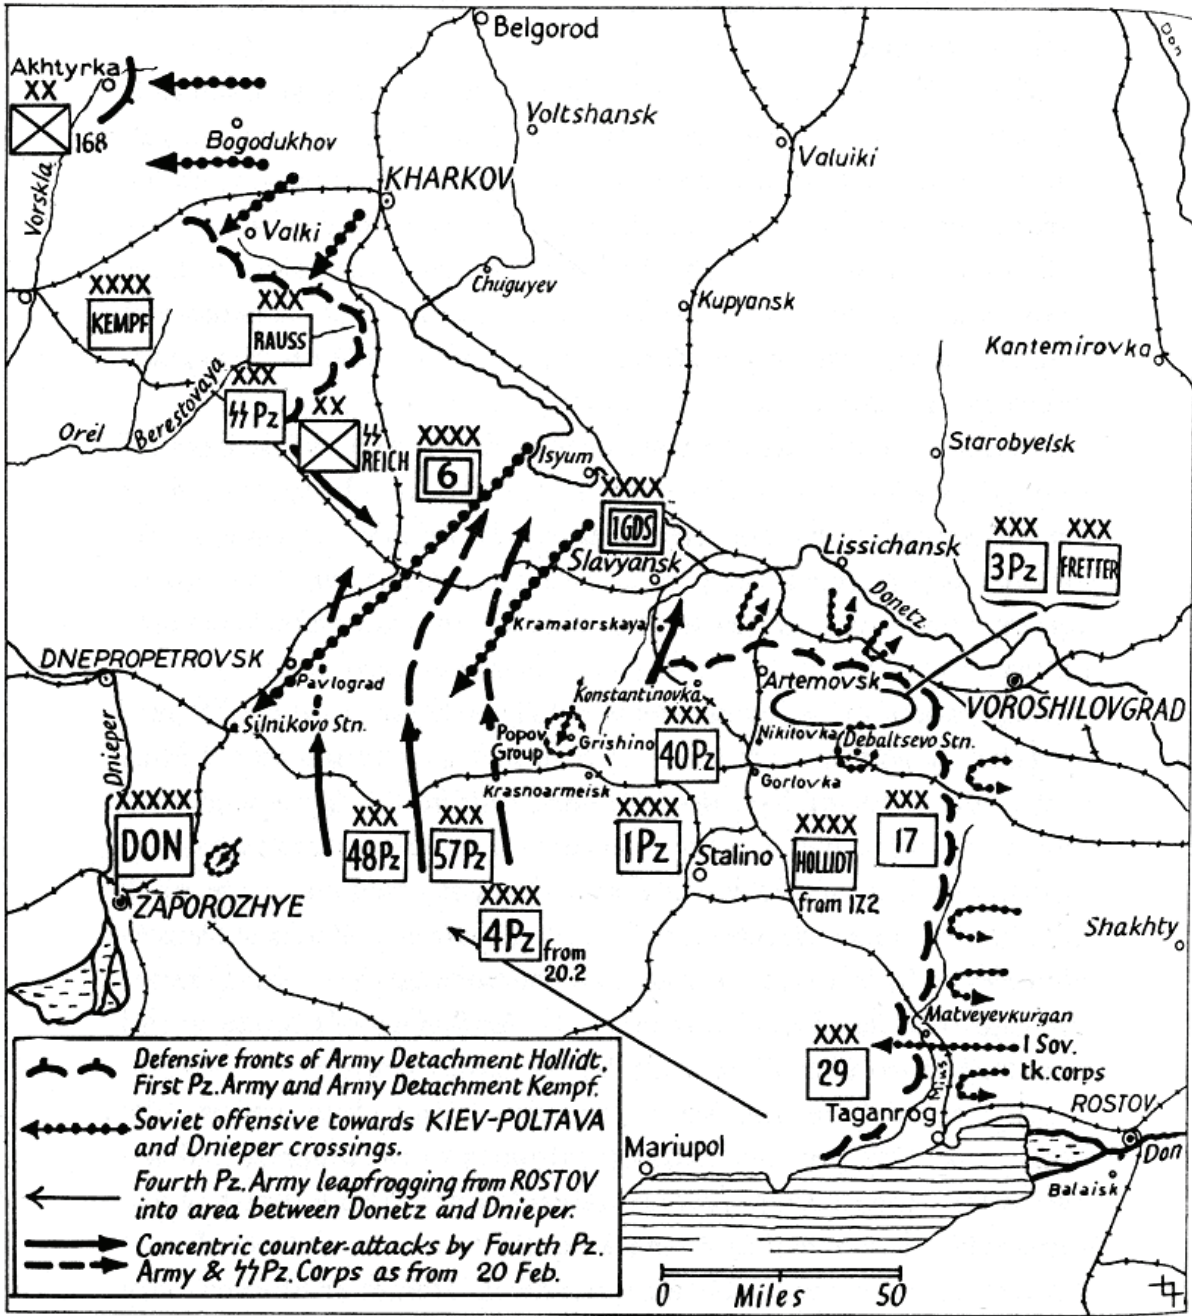 Belgorod
Don
Akhtyrka
XX
168
Voltshansk
Bogodukhov
Valuiki
Vorskla
KHARKOV
Valki
Chuguyev
XXXX
KEMPF
XXX
RAUSS
Kupyansk
Kantemirovka
XXX
SS Pz
Berestovaya
Orel
XX
SS
REICH
XXXX
6
Isyum
Starobyelsk
XXXX
1GDS
Slavyansk
Lissichansk
XXX
3Pz
XXX
FRETTER
Donetz
Kramatorskaya
DNEPROPETROVSK
Pavlograd
Konstantinovka
Artemovsk
VOROSHILOVGRAD
Silnikovo Stn.
Dnieper
Popov
Group
Grishino
XXX
40Pz
Nikitovka
Debaltsevo Stn.
Krasnoarmeisk
Gorlovka
XXXXX
DON
XXX
48Pz
XXX
57Pz
XXXX
1Pz
Stalino
XXXX
HOLLIDT
from 17.2
XXX
17
ZAPOROZHYE
XXXX
4Pz
from
20.2
Shakhty
Matveyevkurgan
XXX
29
1 Sov.
tk.corps
Mius
Taganrog
ROSTOV
Mariupol
Don
Balaisk
Defensive fronts of Army Detachment Hollidt,
First Pz. Army and Army Detachment Kempf.
Soviet offensive towards KIEV-POLTAVA
and Dnieper crossings.
Fourth Pz. Army leapfrogging from ROSTOV
into area between Donetz and Dnieper.
Concentric counter-attacks by Fourth Pz.
Army & SS Pz. Corps as from 20 Feb.
0 Miles 50